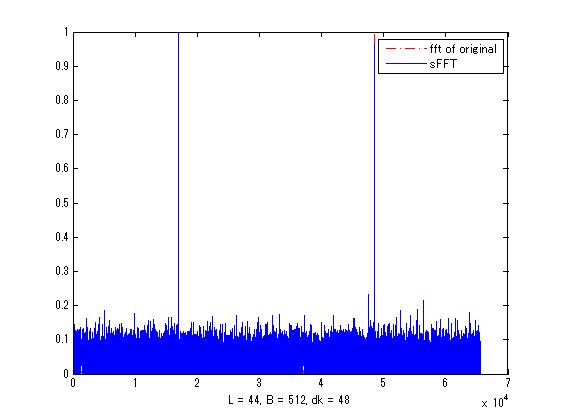 1
0.9
0.8
0.7
0.6
0.5
0.4
0.3
0.2
0.1
0
fft of original
sFFT
0 1 2 3 4 5 6 7
x 10^4
L = 44, B = 512, dk = 48